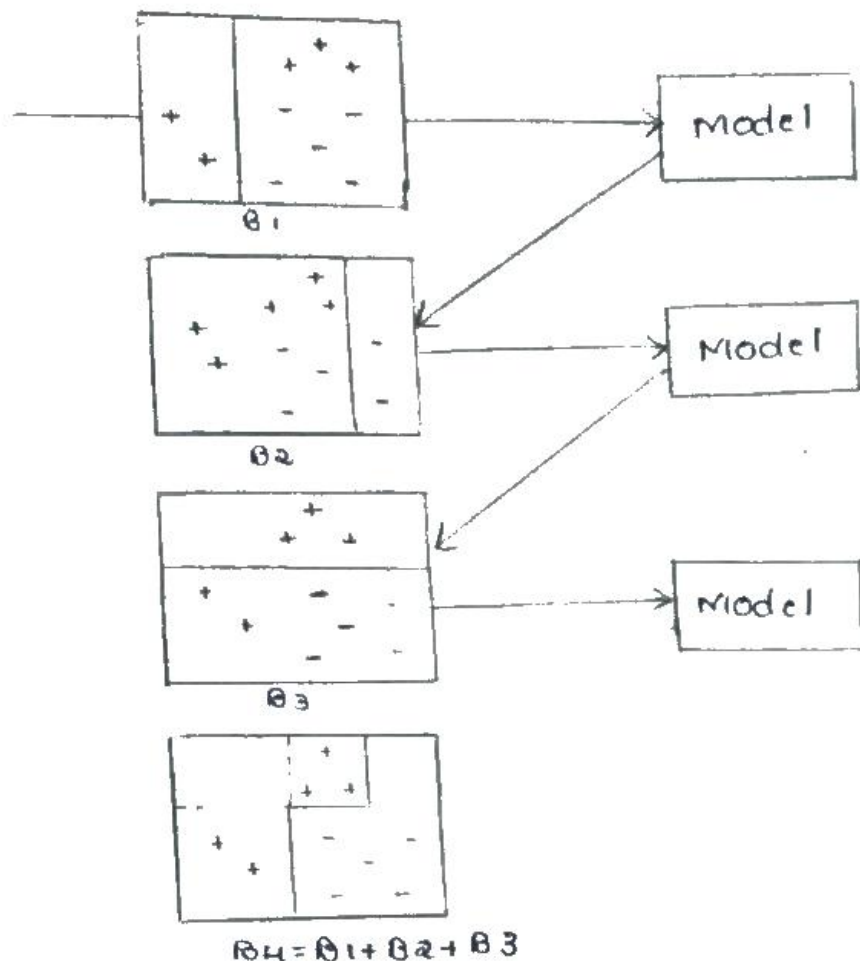 Model
B1
Model
B2
Model
B3
B4 = B1 + B2 + B3